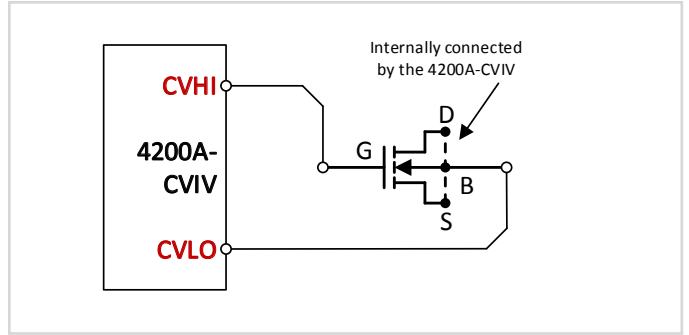 Internally connected
by the 4200A-CVIV
CVHI
D
G
4200A-
CVIV
B
S
CVLO